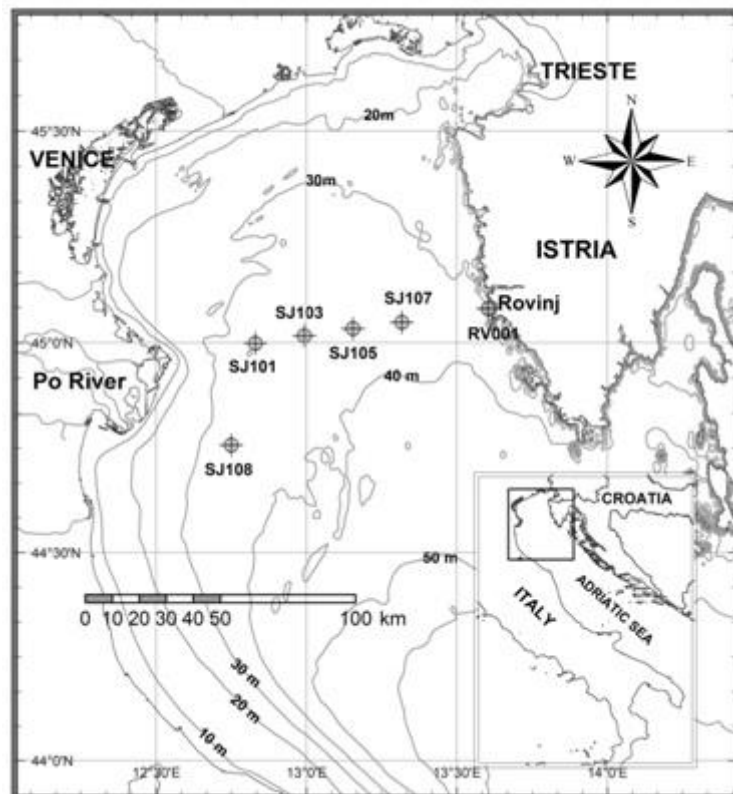 TRIESTE
45°30'N
20m
N
VENICE
W
E
S
30m
ISTRIA
SJ103
SJ107
Rovinj
RV001
45°0'N
SJ101
SJ105
Po River
40 m
SJ108
CROATIA
44°30'N
50 m
ITALY
ADRIATIC SEA
0 10 20 30 40 50 100 km
30 m
20 m
10 m
44°0'N
12°30'E
13°0'E
13°30'E
14°0'E